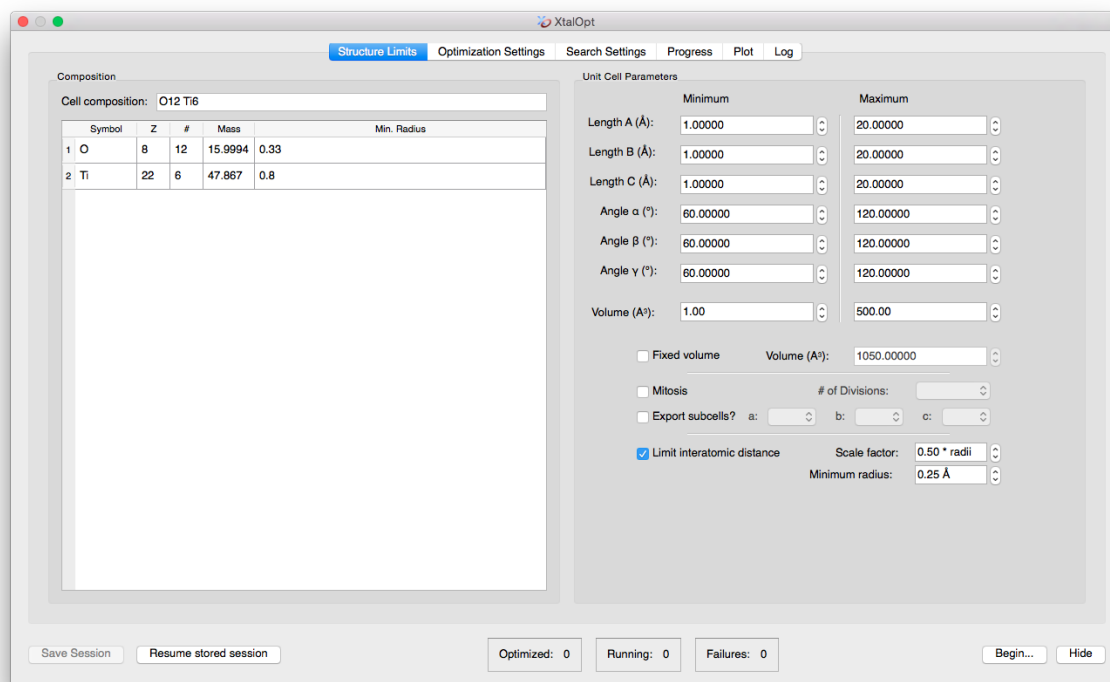 XtalOpt
Structure Limits Optimization Settings Search Settings Progress Plot Log
Composition
Cell composition: O12 Ti6
Symbol Z # Mass Min. Radius
1 O 8 12 15.9994 0.33
2 Ti 22 6 47.867 0.8
Unit Cell Parameters
Minimum Maximum
Length A (Å): 1.00000 20.00000
Length B (Å): 1.00000 20.00000
Length C (Å): 1.00000 20.00000
Angle α (°): 60.00000 120.00000
Angle β (°): 60.00000 120.00000
Angle γ (°): 60.00000 120.00000
Volume (A³): 1.00 500.00
Fixed volume Volume (A³): 1050.00000
Mitosis # of Divisions:
Export subcells? a: b: c:
Limit interatomic distance Scale factor: 0.50 * radii
Minimum radius: 0.25 Å
Save Session Resume stored session Optimized: 0 Running: 0 Failures: 0 Begin... Hide